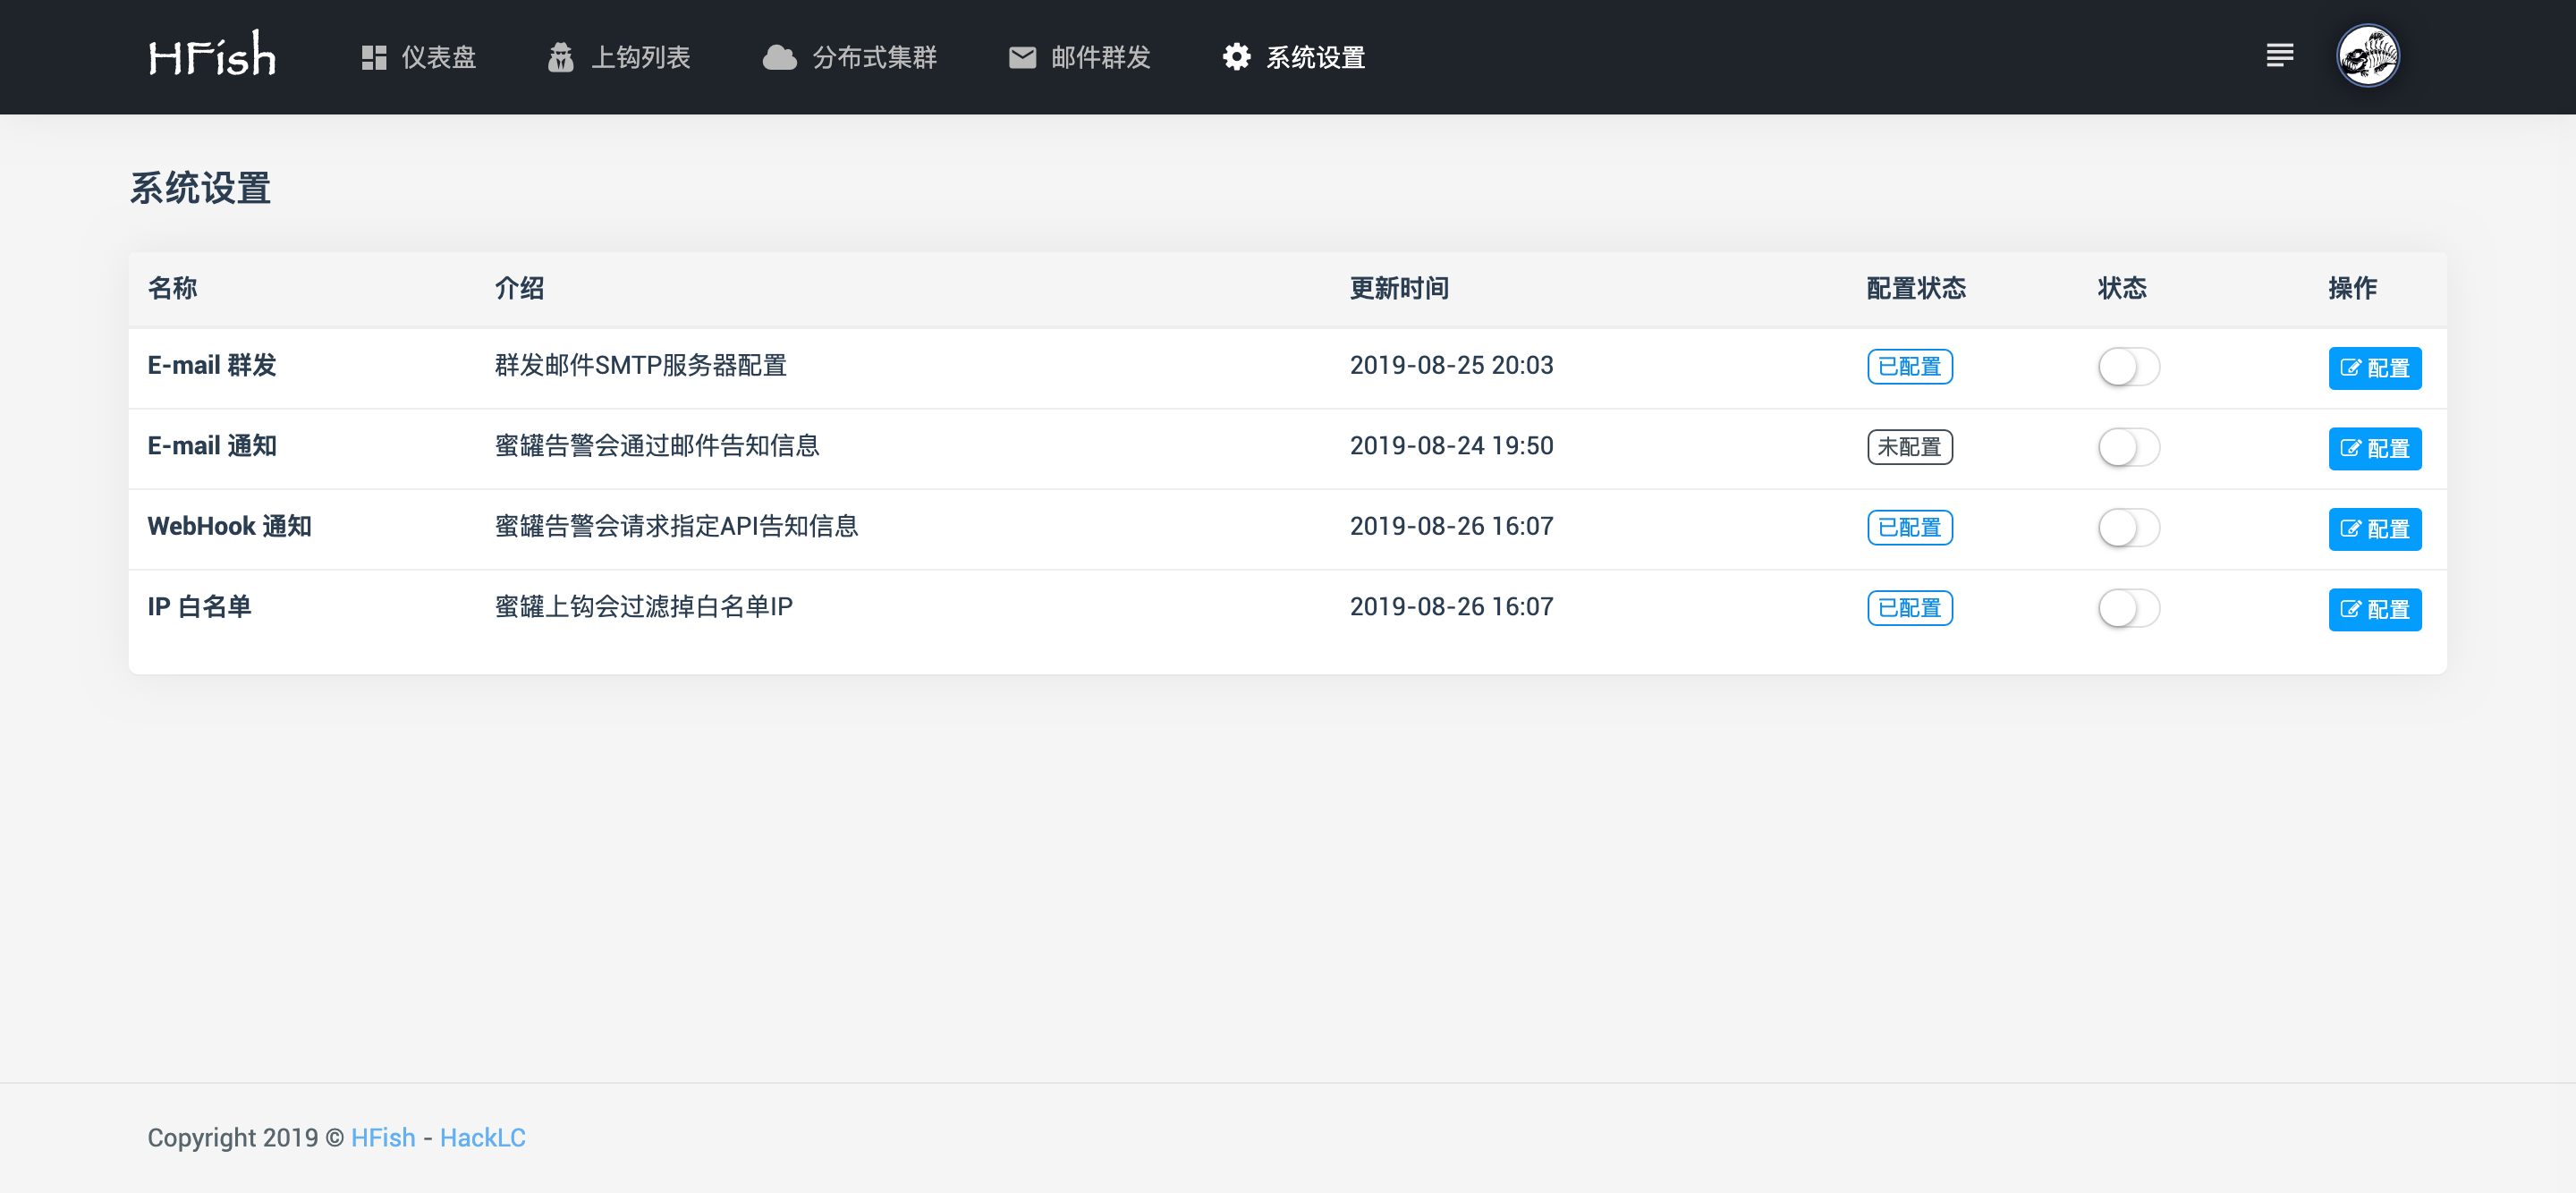 HFish 仪表盘 上钩列表 分布式集群 邮件群发 系统设置
系统设置
名称 介绍 更新时间 配置状态 状态 操作
E-mail 群发 群发邮件SMTP服务器配置 2019-08-25 20:03 已配置 配置
E-mail 通知 蜜罐告警会通过邮件告知信息 2019-08-24 19:50 未配置 配置
WebHook 通知 蜜罐告警会请求指定API告知信息 2019-08-26 16:07 已配置 配置
IP 白名单 蜜罐上钩会过滤掉白名单IP 2019-08-26 16:07 已配置 配置
Copyright 2019 © HFish - HackLC